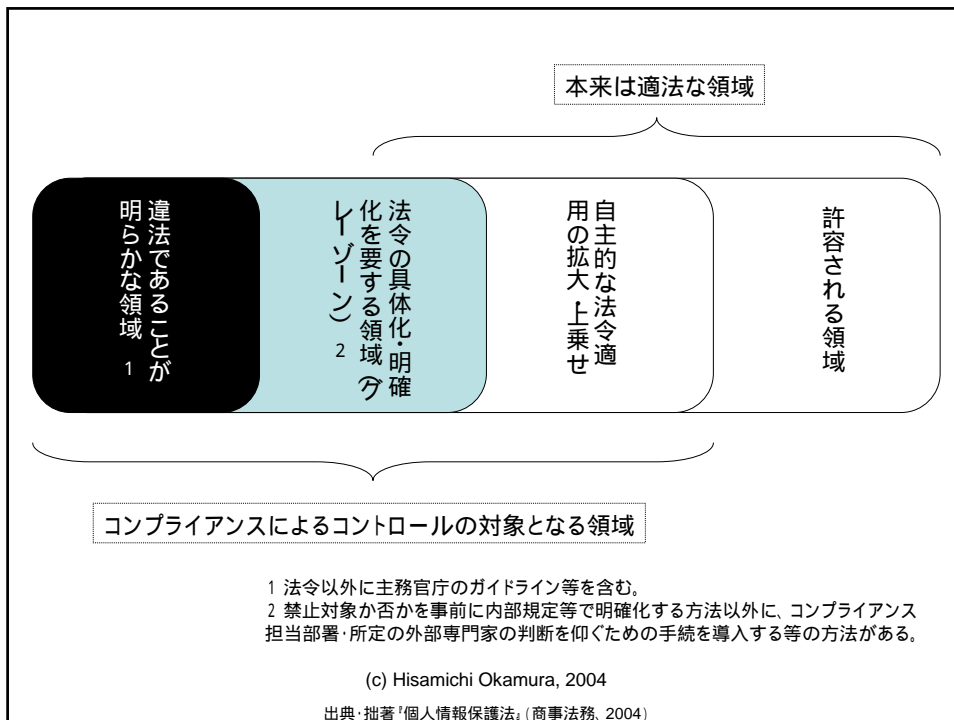 本来は適法な領域
違法であることが
明らかな領域 1
法令の具体化・明確
化を要する領域(グ
レーゾーン) 2
自主的な法令適
用の拡大・上乗せ
許容される領域
コンプライアンスによるコントロールの対象となる領域
1 法令以外に主務官庁のガイドライン等を含む。
2 禁止対象か否かを事前に内部規定等で明確化する方法以外に、コンプライアンス
担当部署・所定の外部専門家の判断を仰ぐための手続を導入する等の方法がある。
(c) Hisamichi Okamura, 2004
出典・拙著『個人情報保護法』(商事法務、2004)